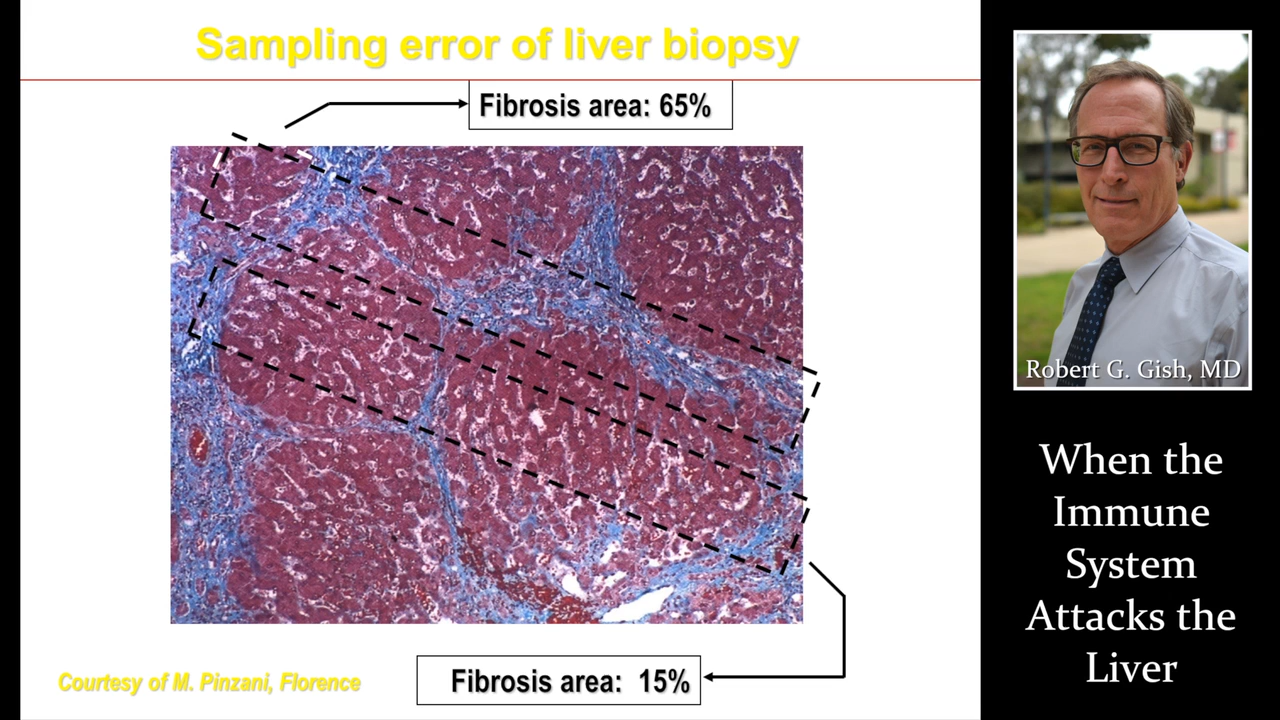 Sampling error of liver biopsy
Fibrosis area: 65%
Fibrosis area: 15%
Courtesy of M. Pinzani, Florence
Robert G. Gish, MD
When the
Immune
System
Attacks the
Liver